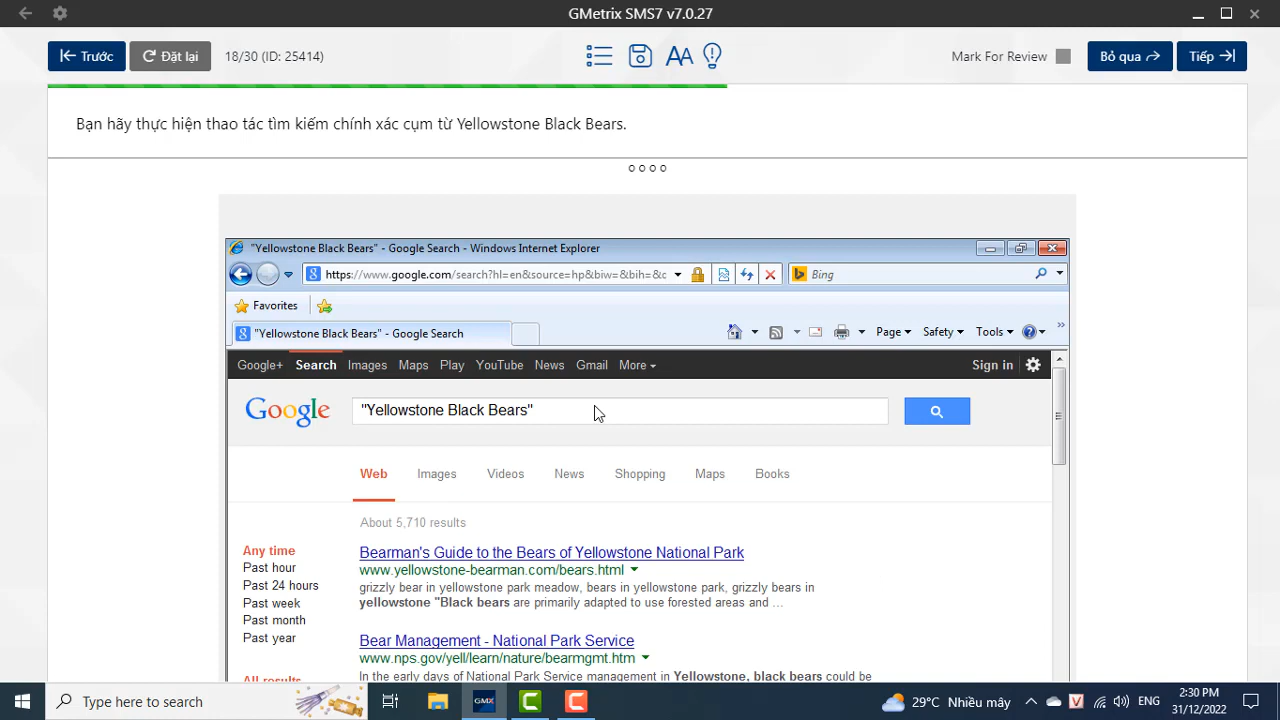 GMetrix SMS7 v7.0.27
Trước
Đặt lại
18/30 (ID: 25414)
AA
Mark For Review
Bỏ qua
Tiếp
Bạn hãy thực hiện thao tác tìm kiếm chính xác cụm từ Yellowstone Black Bears.
"Yellowstone Black Bears" - Google Search - Windows Internet Explorer
https://www.google.com/search?hl=en&source=hp&biw=&bih=&c
Bing
Favorites
"Yellowstone Black Bears" - Google Search
Page
Safety
Tools
Google+ Search Images Maps Play YouTube News Gmail More
Sign in
Google
"Yellowstone Black Bears"
Web Images Videos News Shopping Maps Books
About 5,710 results
Any time
Past hour
Past 24 hours
Past week
Past month
Past year
All results
Bearman's Guide to the Bears of Yellowstone National Park
www.yellowstone-bearman.com/bears.html
grizzly bear in yellowstone park meadow, bears in yellowstone park, grizzly bears in
yellowstone "Black bears are primarily adapted to use forested areas and ...
Bear Management - National Park Service
www.nps.gov/yell/learn/nature/bearmgmt.htm
In the early days of National Park Service management in Yellowstone, black bears could be
Type here to search
GMX
29°C Nhiều mây
V
ENG
2:30 PM
31/12/2022